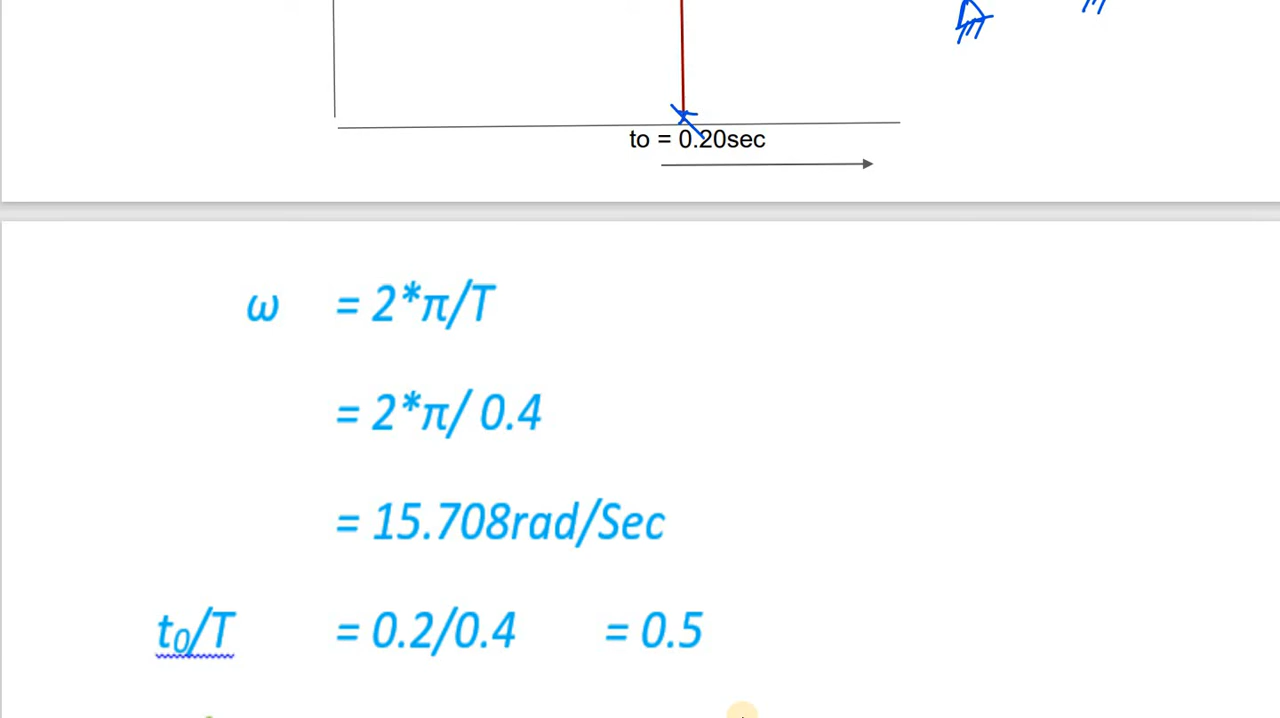 to = 0.20sec
ω = 2*π/T
= 2*π/ 0.4
= 15.708rad/Sec
t₀/T = 0.2/0.4 = 0.5